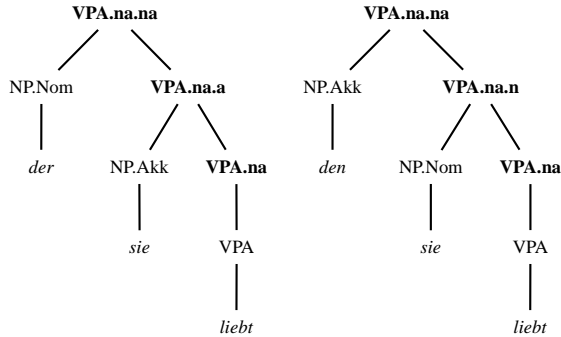 VPA.na.na VPA.na.na
NP.Nom VPA.na.a NP.Akk VPA.na.n
der NP.Akk VPA.na den NP.Nom VPA.na
sie VPA sie VPA
liebt liebt